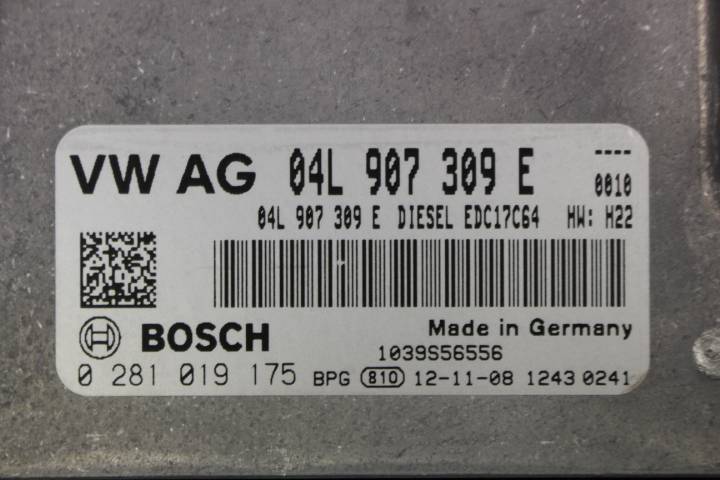 VW AG 04L 907 309 E ----
0010
04L 907 309 E DIESEL EDC17C64 HW: H22
BOSCH Made in Germany
1039S56556
0 281 019 175 BPG 810 12-11-08 1243 0241